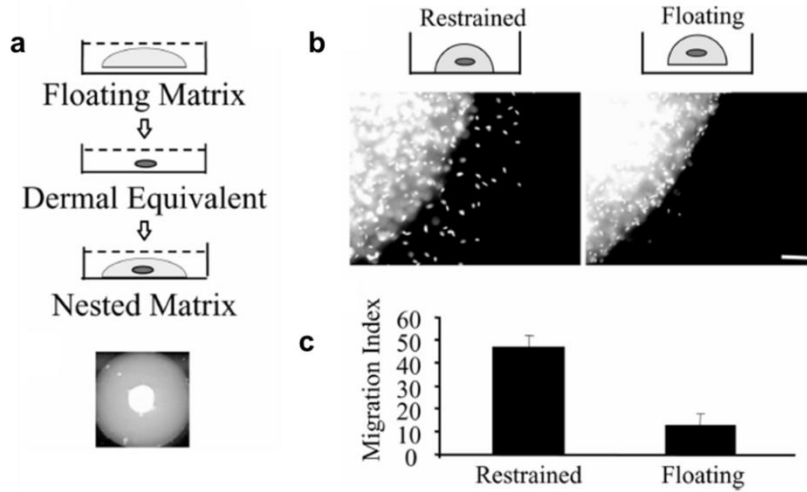 a
Floating Matrix
Dermal Equivalent
Nested Matrix
b
Restrained
Floating
c
Migration Index
60
50
40
30
20
10
0
Restrained
Floating